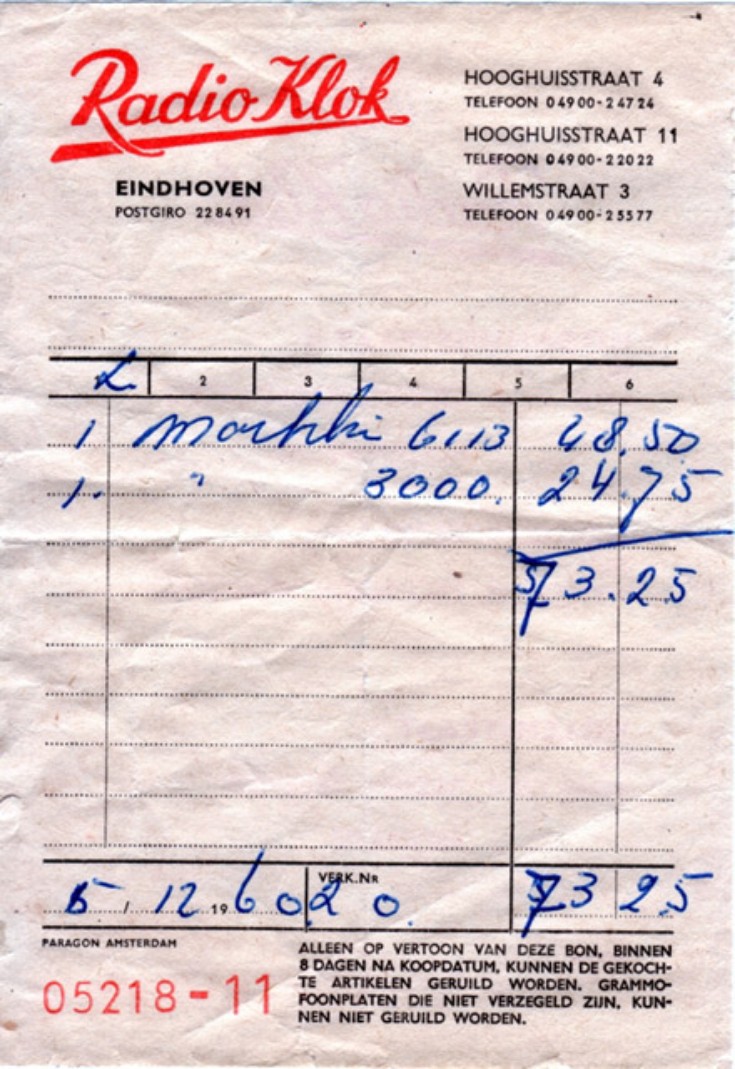 Radio Klok
EINDHOVEN
POSTGIRO 228491
HOOGHUISSTRAAT 4
TELEFOON 04900-24724
HOOGHUISSTRAAT 11
TELEFOON 04900-22022
WILLEMSTRAAT 3
TELEFOON 04900-25577
2 3 4 5 6
1 48.50
1. " 3000. 24.75
73.25
5 / 12 1960 VERK.NR 20. 73 25
PARAGON AMSTERDAM
05218-11
ALLEEN OP VERTOON VAN DEZE BON, BINNEN
8 DAGEN NA KOOPDATUM, KUNNEN DE GEKOCH-
TE ARTIKELEN GERUILD WORDEN. GRAMMO-
FOONPLATEN DIE NIET VERZEGELD ZIJN, KUN-
NEN NIET GERUILD WORDEN.